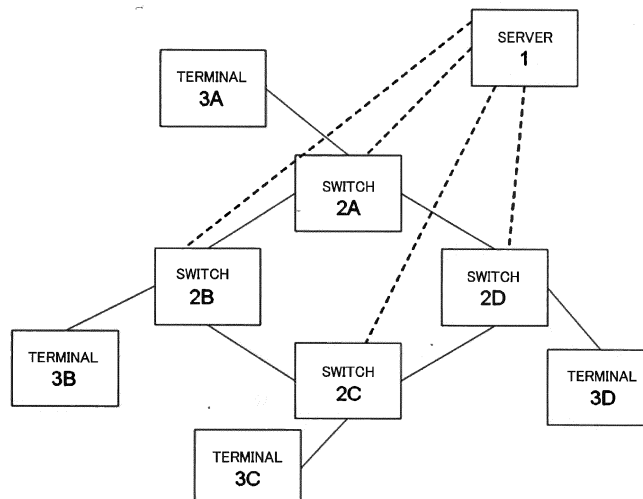 SERVER
1
TERMINAL
3A
SWITCH
2A
SWITCH
2B
SWITCH
2D
TERMINAL
3B
SWITCH
2C
TERMINAL
3D
TERMINAL
3C